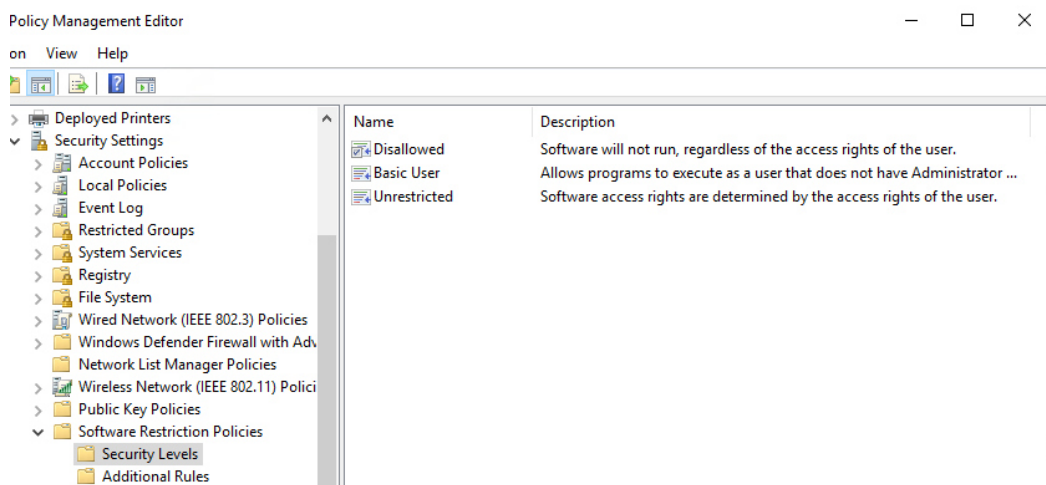 Policy Management Editor
on View Help
Deployed Printers
Security Settings
Account Policies
Local Policies
Event Log
Restricted Groups
System Services
Registry
File System
Wired Network (IEEE 802.3) Policies
Windows Defender Firewall with Adv
Network List Manager Policies
Wireless Network (IEEE 802.11) Polici
Public Key Policies
Software Restriction Policies
Security Levels
Additional Rules
Name Description
Disallowed Software will not run, regardless of the access rights of the user.
Basic User Allows programs to execute as a user that does not have Administrator ...
Unrestricted Software access rights are determined by the access rights of the user.